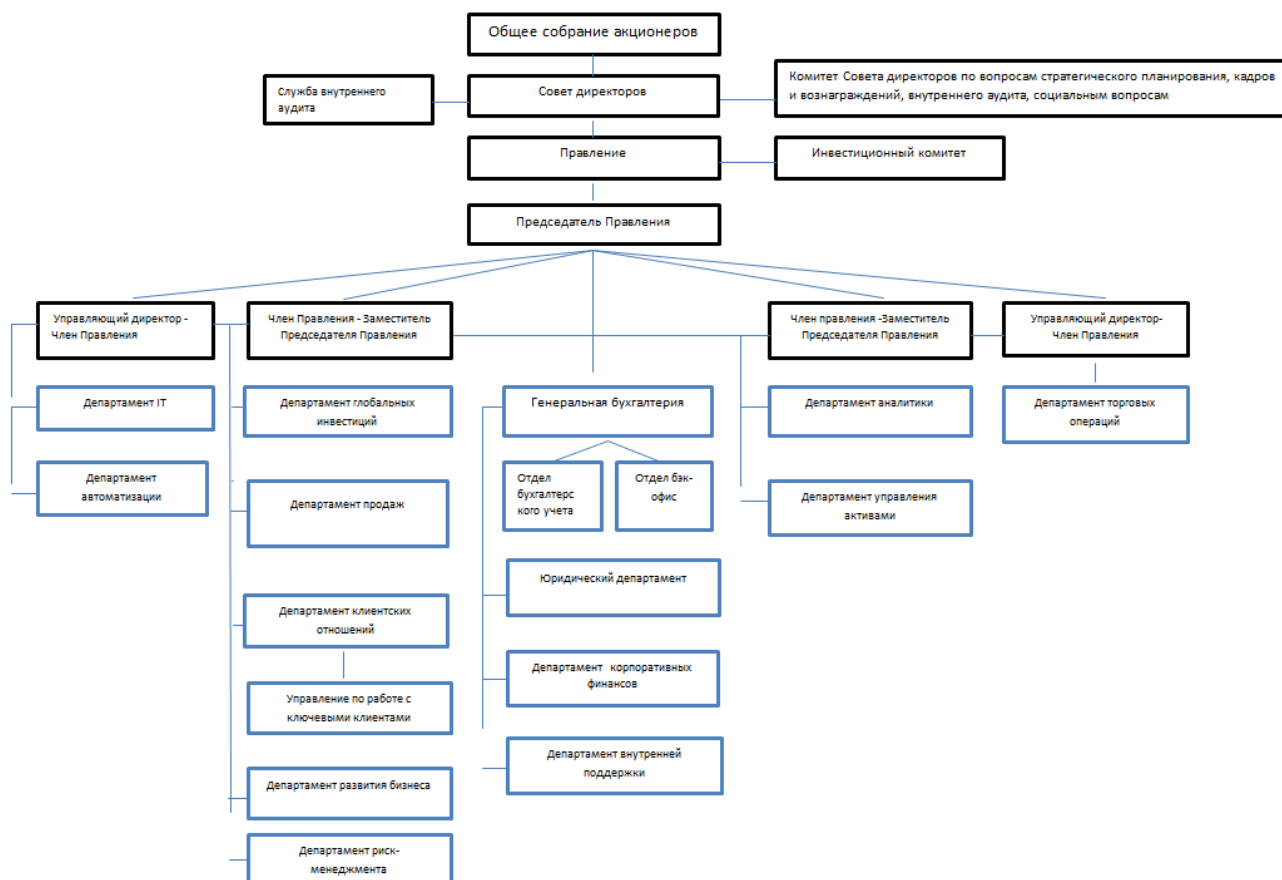 Общее собрание акционеров
Служба внутреннего
аудита
Совет директоров
Комитет Совета директоров по вопросам стратегического планирования, кадров
и вознаграждений, внутреннего аудита, социальным вопросам
Правление
Инвестиционный комитет
Председатель Правления
Управляющий директор -
Член Правления
Член Правления - Заместитель
Председателя Правления
Член правления -Заместитель
Председателя Правления
Управляющий директор-
Член Правления
Департамент IT
Департамент глобальных
инвестиций
Генеральная бухгалтерия
Департамент аналитики
Департамент торговых
операций
Департамент
автоматизации
Департамент продаж
Отдел
бухгалтерс
кого учета
Отдел бэк-
офис
Департамент управления
активами
Юридический департамент
Департамент клиентских
отношений
Департамент корпоративных
финансов
Управление по работе с
ключевыми клиентами
Департамент внутренней
поддержки
Департамент развития бизнеса
Департамент риск-
менеджмента